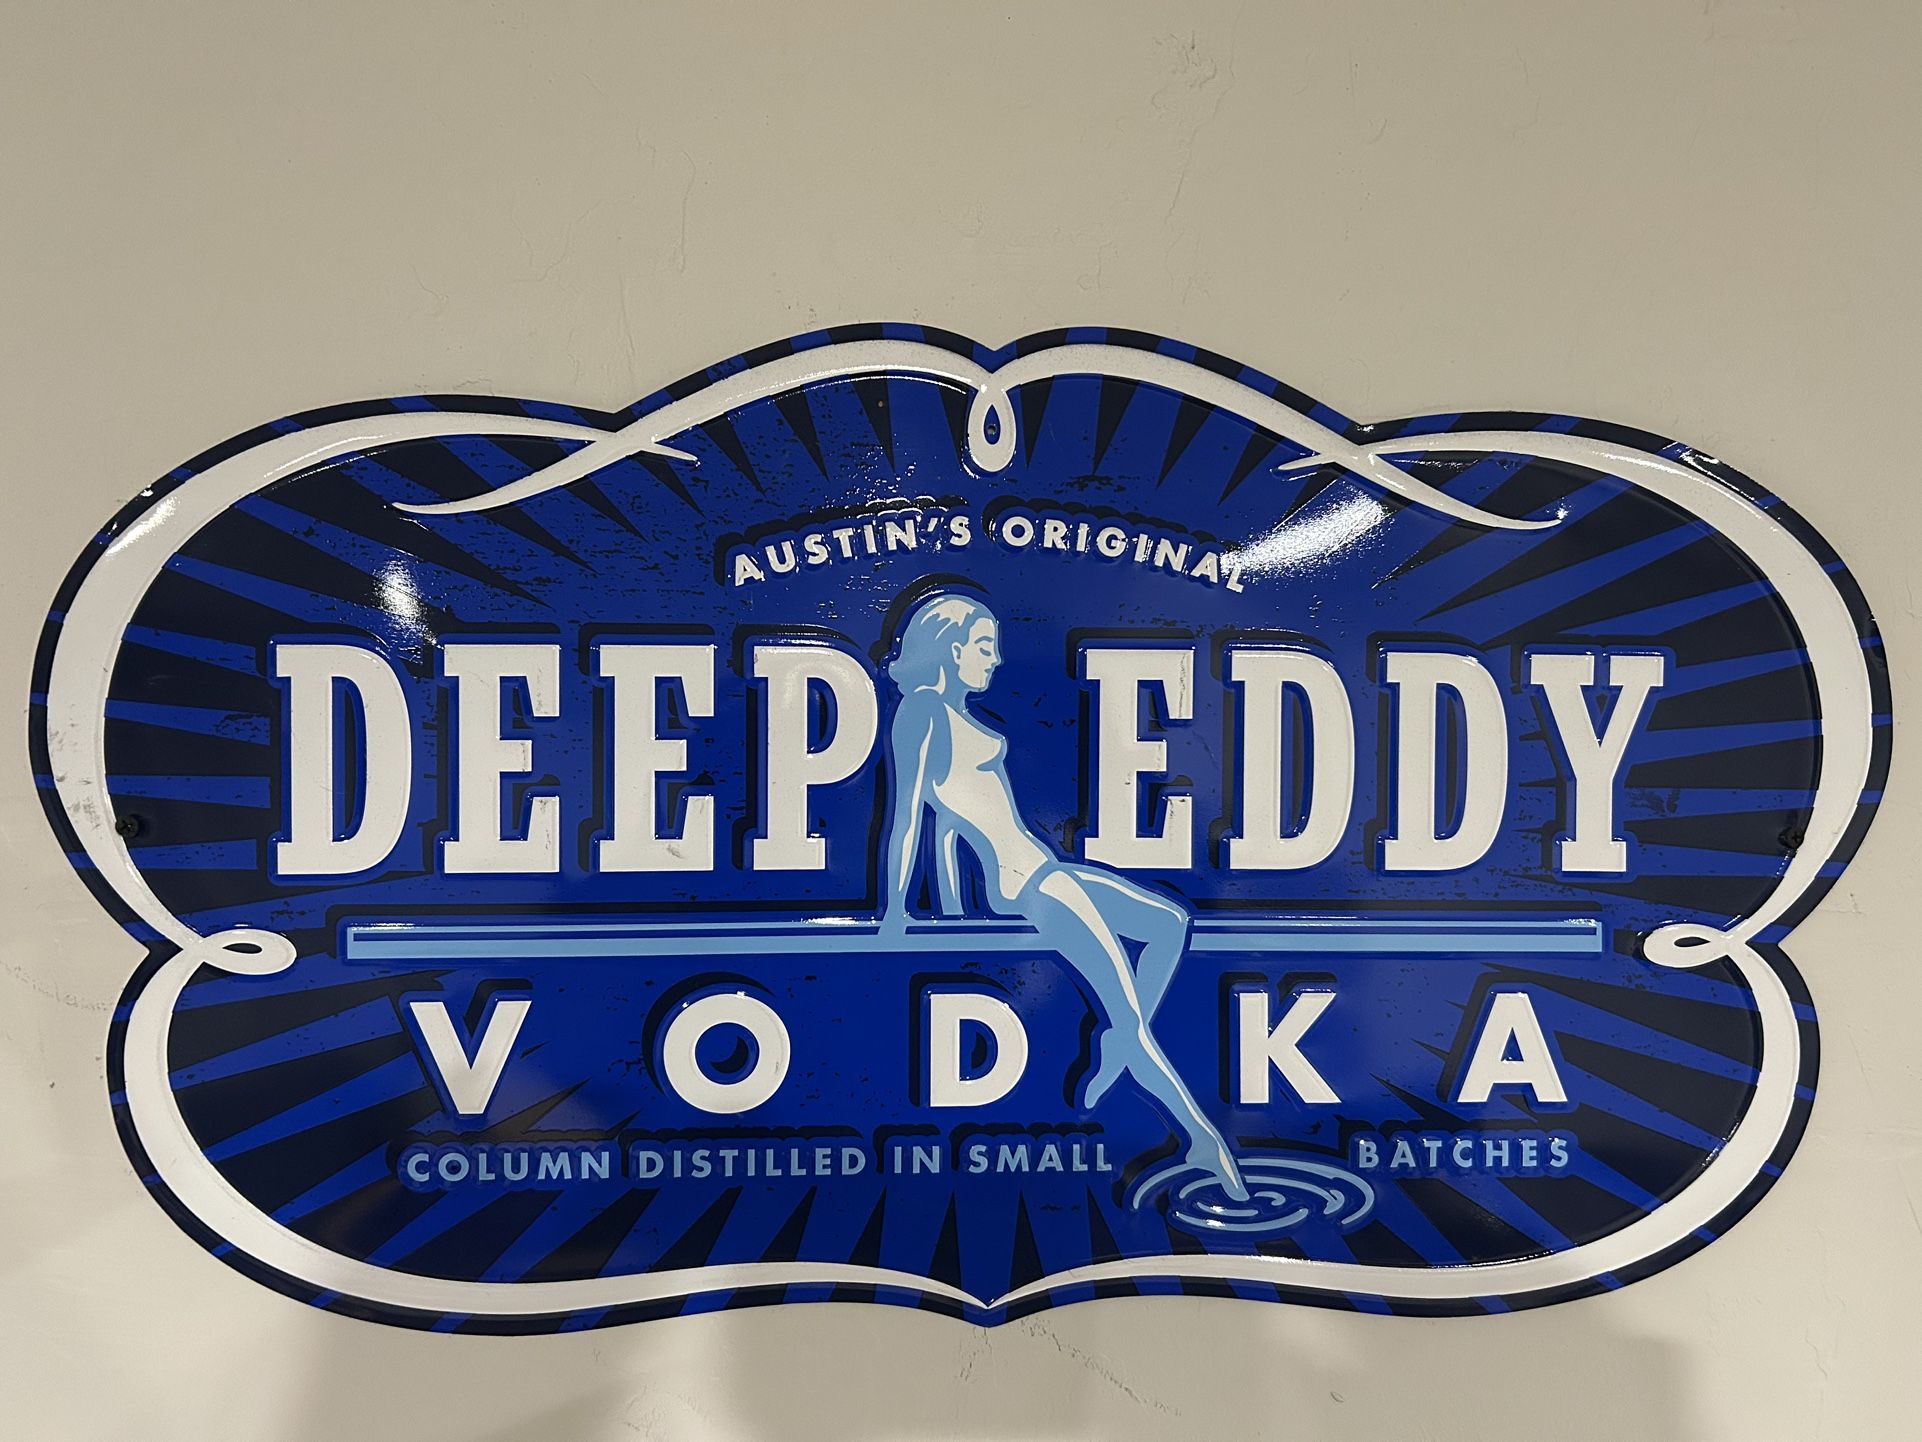 AUSTIN'S ORIGINAL
DEEP EDDY
VODKA
COLUMN DISTILLED IN SMALL BATCHES